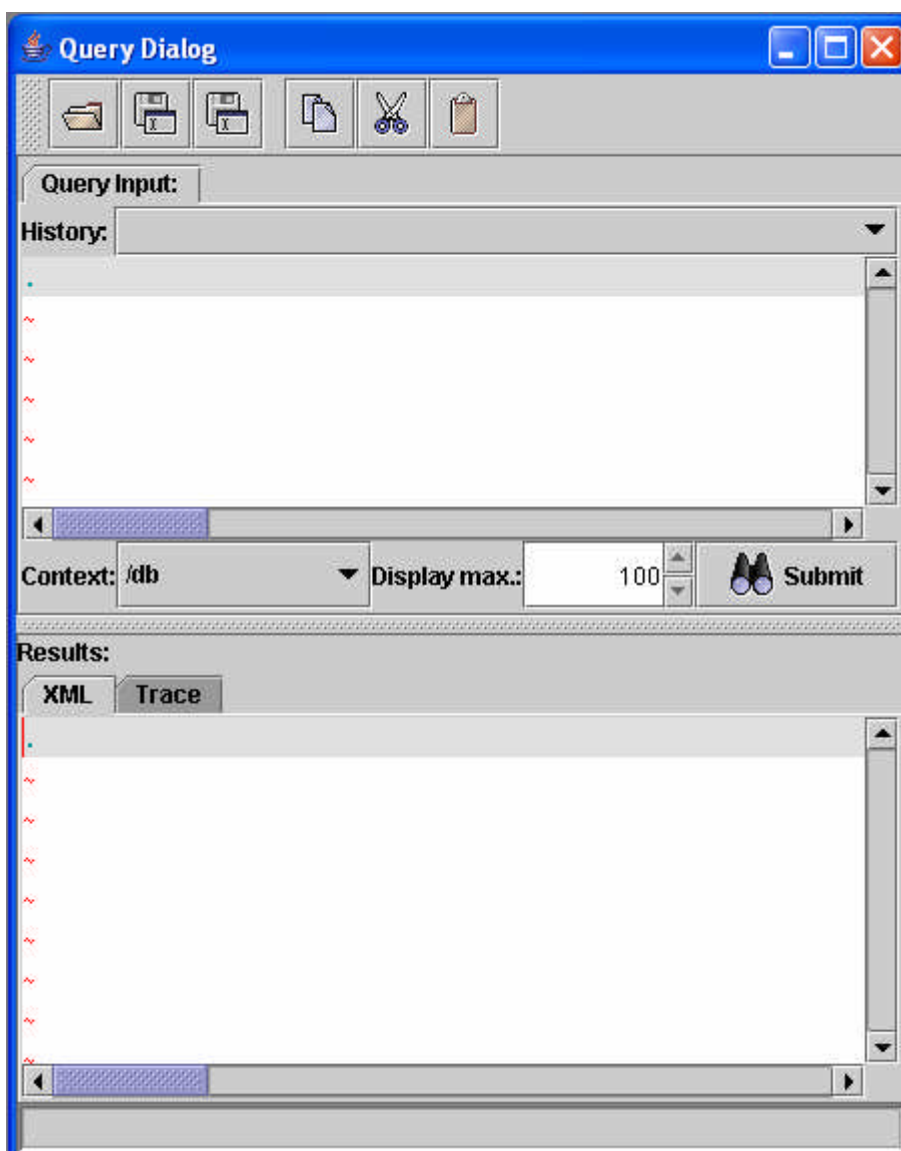 Query Dialog
Query Input:
History:
.
~
~
~
~
~
Context: /db Display max.: 100 Submit
Results:
XML Trace
.
~
~
~
~
~
~
~
~